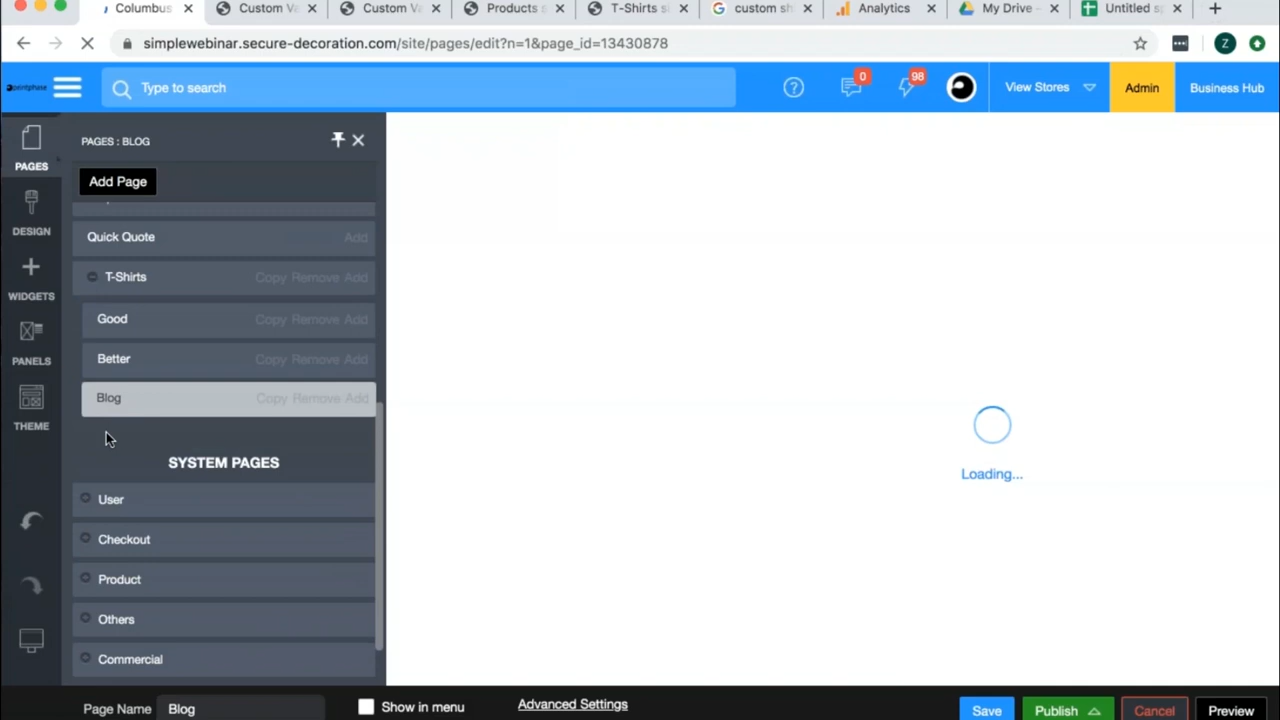 Columbus
Custom Va
Custom Va
Products s
T-Shirts s
custom sh
Analytics
My Drive -
Untitled sp
simplewebinar.secure-decoration.com/site/pages/edit?n=1&page_id=13430878
Z
printphase
Type to search
0
98
View Stores
Admin
Business Hub
PAGES
DESIGN
WIDGETS
PANELS
THEME
PAGES : BLOG
Add Page
Quick Quote Add
T-Shirts Copy Remove Add
Good Copy Remove Add
Better Copy Remove Add
Blog Copy Remove Add
SYSTEM PAGES
User
Checkout
Product
Others
Commercial
Loading...
Page Name Blog Show in menu Advanced Settings Save Publish Cancel Preview